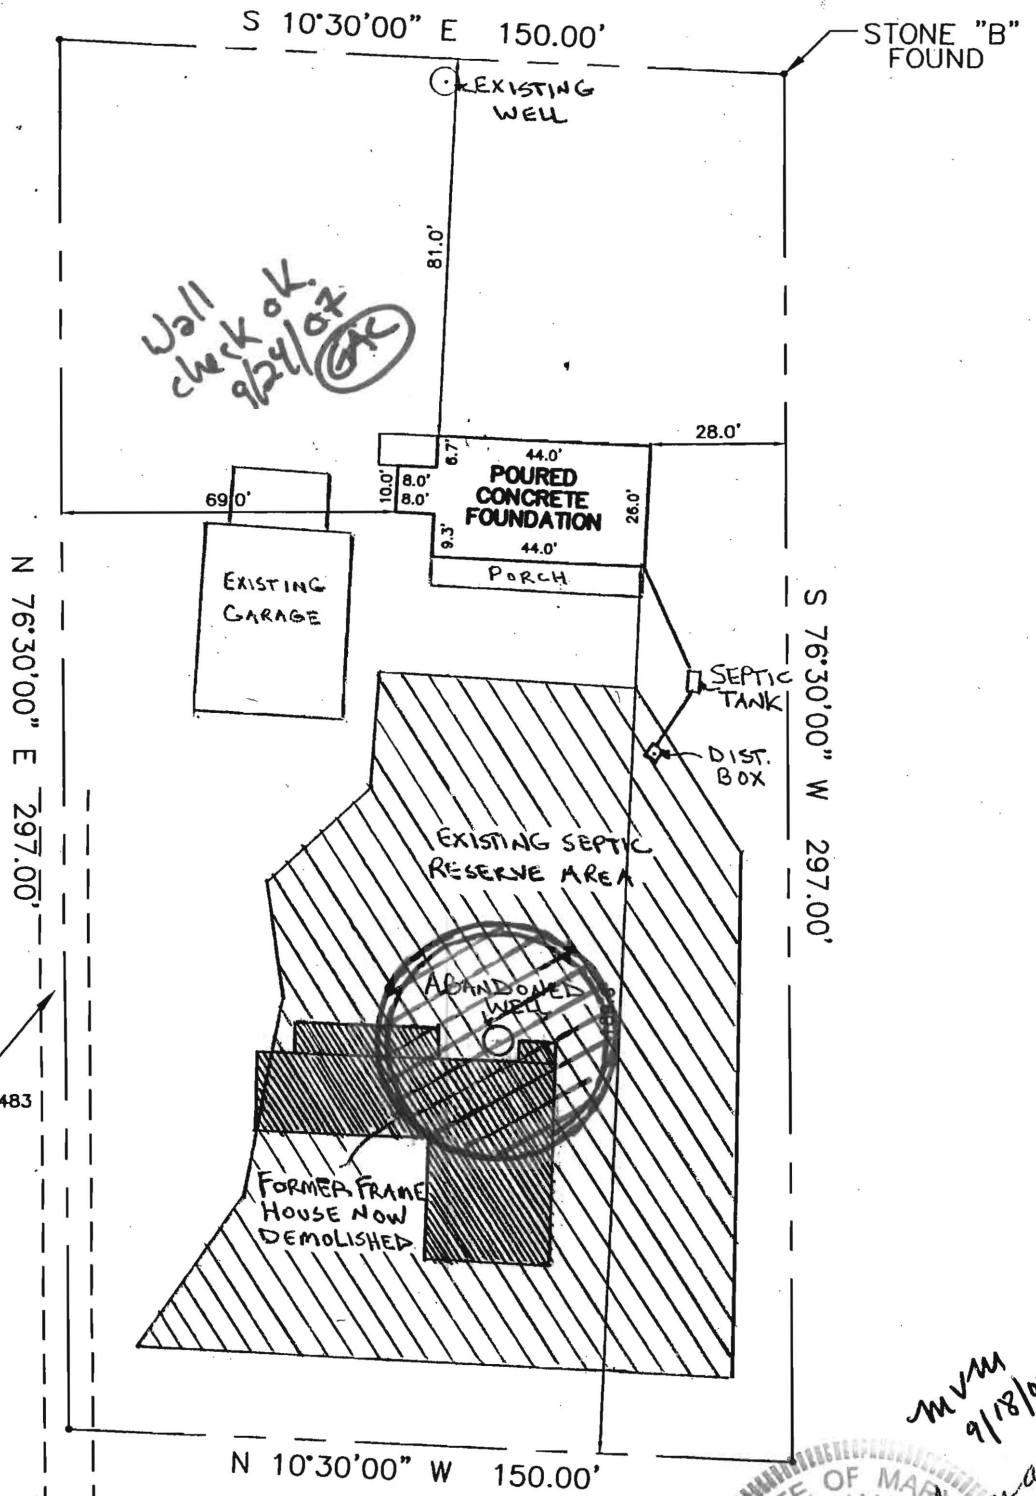 S 10°30'00" E 150.00'
STONE "B"
FOUND
EXISTING
WELL
81.0'
Wall
check ok.
9/24/07
GAC
28.0'
6.7'
44.0'
POURED
CONCRETE
FOUNDATION
10.0'
8.0'
8.0'
26.0'
69.0'
9.3'
44.0'
PORCH
EXISTING
GARAGE
N 76°30'00" E 297.00'
S 76°30'00" W 297.00'
SEPTIC
TANK
DIST.
BOX
EXISTING SEPTIC
RESERVE AREA
ABANDONED
WELL
483
FORMER FRAME
HOUSE NOW
DEMOLISHED
MVM
9/18/0
N 10°30'00" W 150.00'
OF MAR